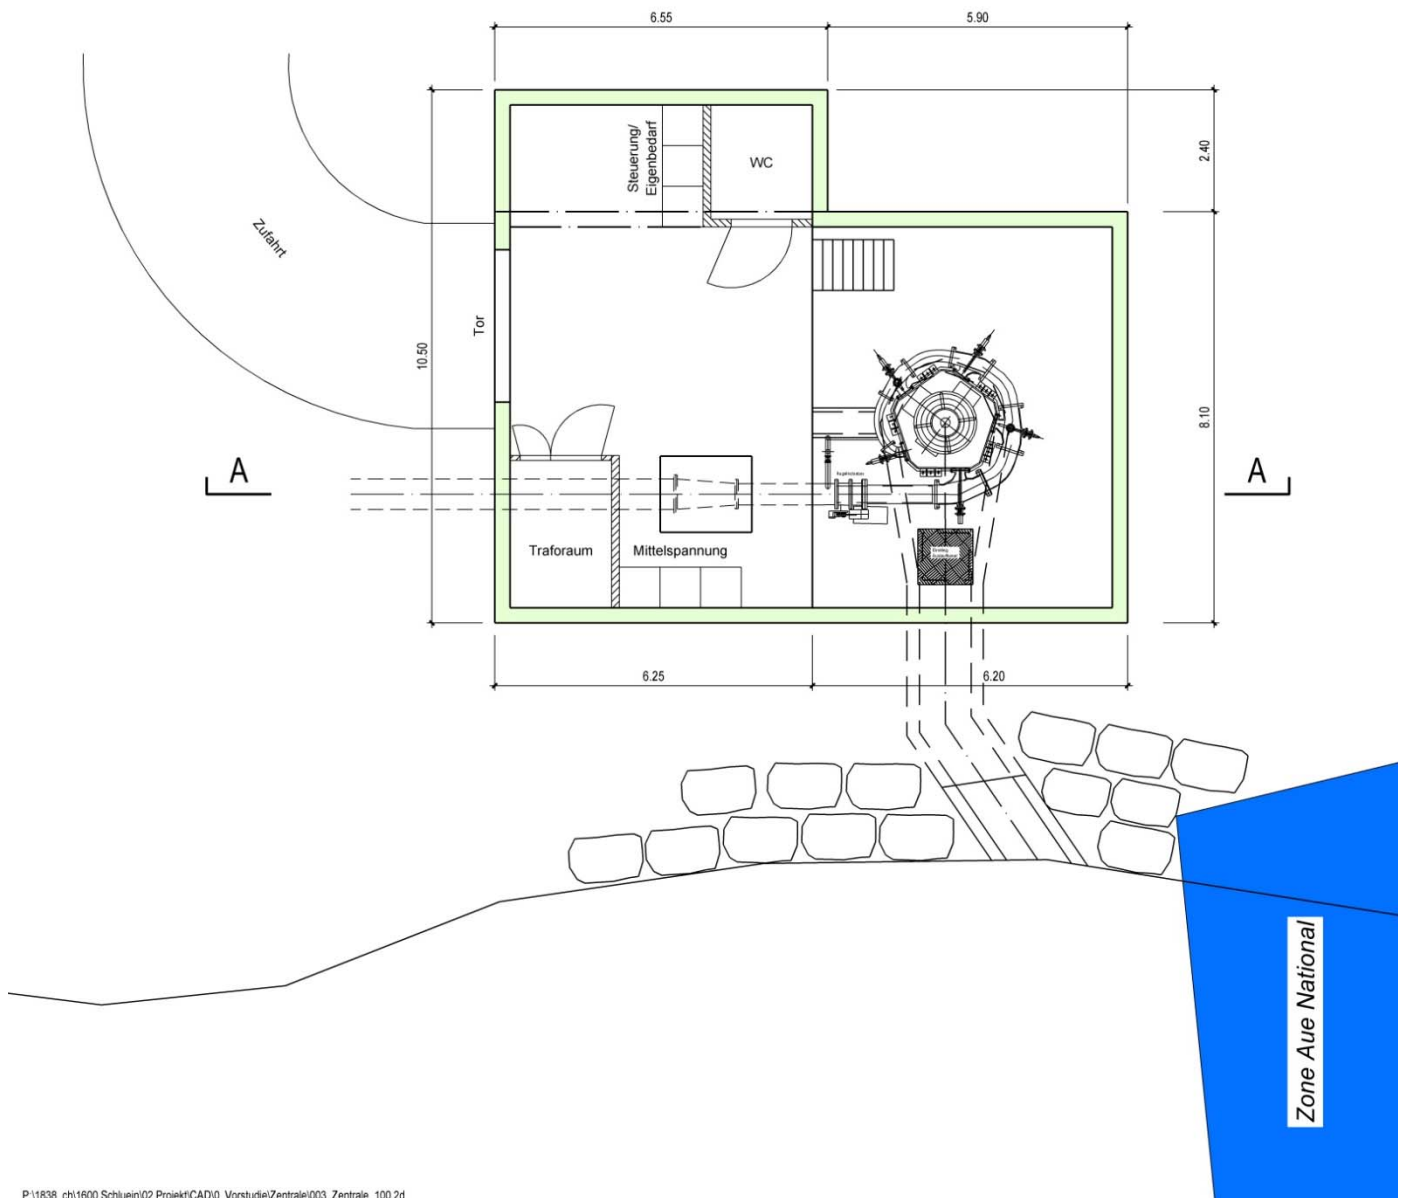 6.55
5.90
Steuerung/
Eigenbedarf
WC
2.40
Zufahrt
Tor
10.50
8.10
A
A
Traforaum
Mittelspannung
6.25
6.20
Zone Aue National
P:\1838_ch\1600 Schluein\02 Projekt\CAD\0_Vorstudie\Zentrale\003_Zentrale_100.2d